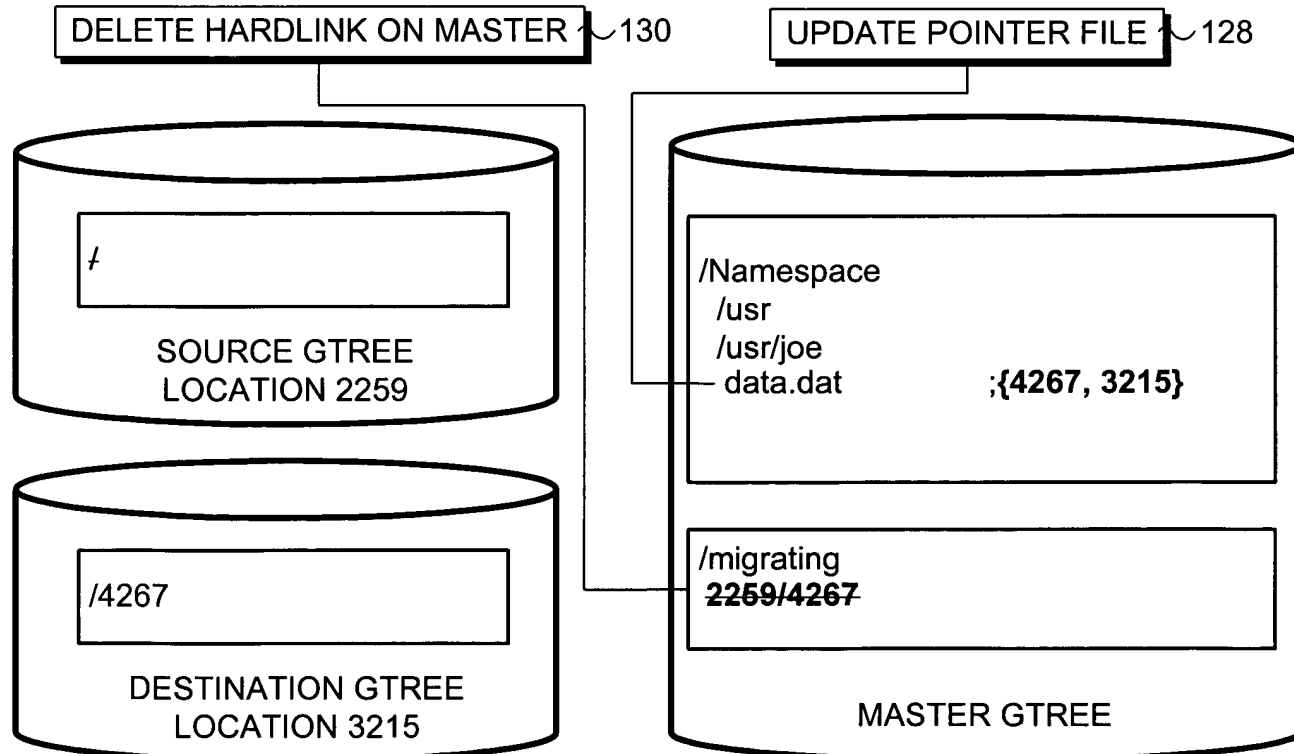 DELETE HARDLINK ON MASTER 130
UPDATE POINTER FILE 128
/
SOURCE GTREE
LOCATION 2259
/Namespace
/usr
/usr/joe
data.dat ;{4267, 3215}
/4267
DESTINATION GTREE
LOCATION 3215
/migrating
2259/4267
MASTER GTREE